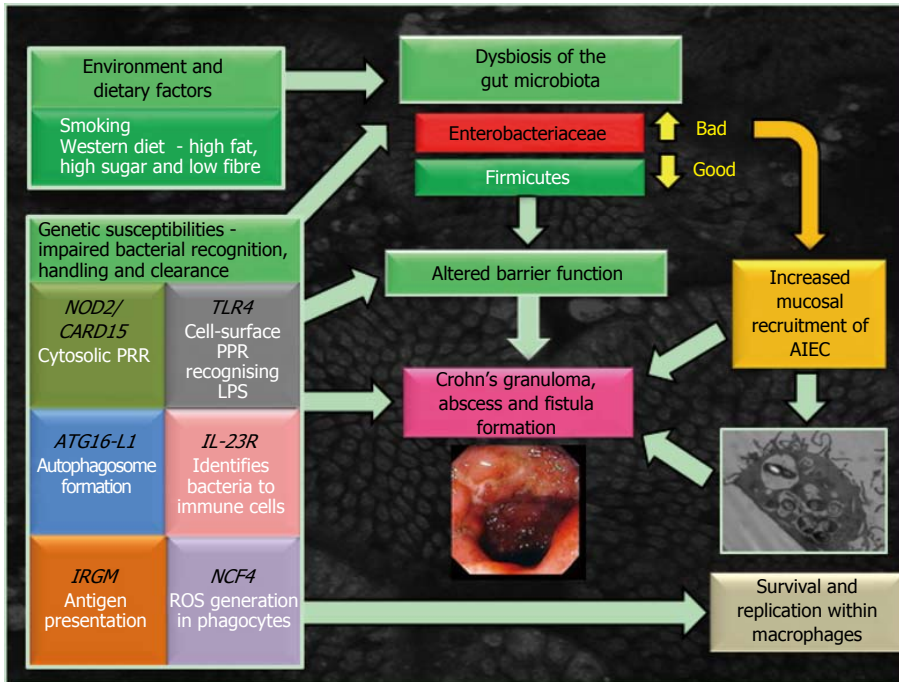 Environment and
dietary factors
Smoking
Western diet - high fat,
high sugar and low fibre
Dysbiosis of the
gut microbiota
Enterobacteriaceae
Bad
Firmicutes
Good
Genetic susceptibilities -
impaired bacterial recognition,
handling and clearance
NOD2/
CARD15
Cytosolic PRR
TLR4
Cell-surface
PPR
recognising
LPS
ATG16-L1
Autophagosome
formation
IL-23R
Identifies
bacteria to
immune cells
IRGM
Antigen
presentation
NCF4
ROS generation
in phagocytes
Altered barrier function
Crohn's granuloma,
abscess and fistula
formation
Increased
mucosal
recruitment of
AIEC
Survival and
replication within
macrophages